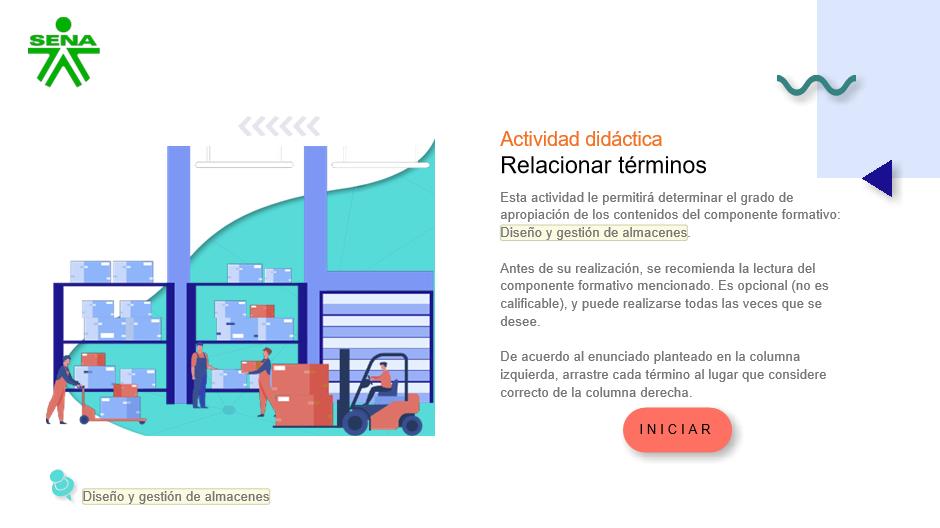 SENA
Actividad didáctica
Relacionar términos
Esta actividad le permitirá determinar el grado de
apropiación de los contenidos del componente formativo:
Diseño y gestión de almacenes.
Antes de su realización, se recomienda la lectura del
componente formativo mencionado. Es opcional (no es
calificable), y puede realizarse todas las veces que se
desee.
De acuerdo al enunciado planteado en la columna
izquierda, arrastre cada término al lugar que considere
correcto de la columna derecha.
INICIAR
Diseño y gestión de almacenes